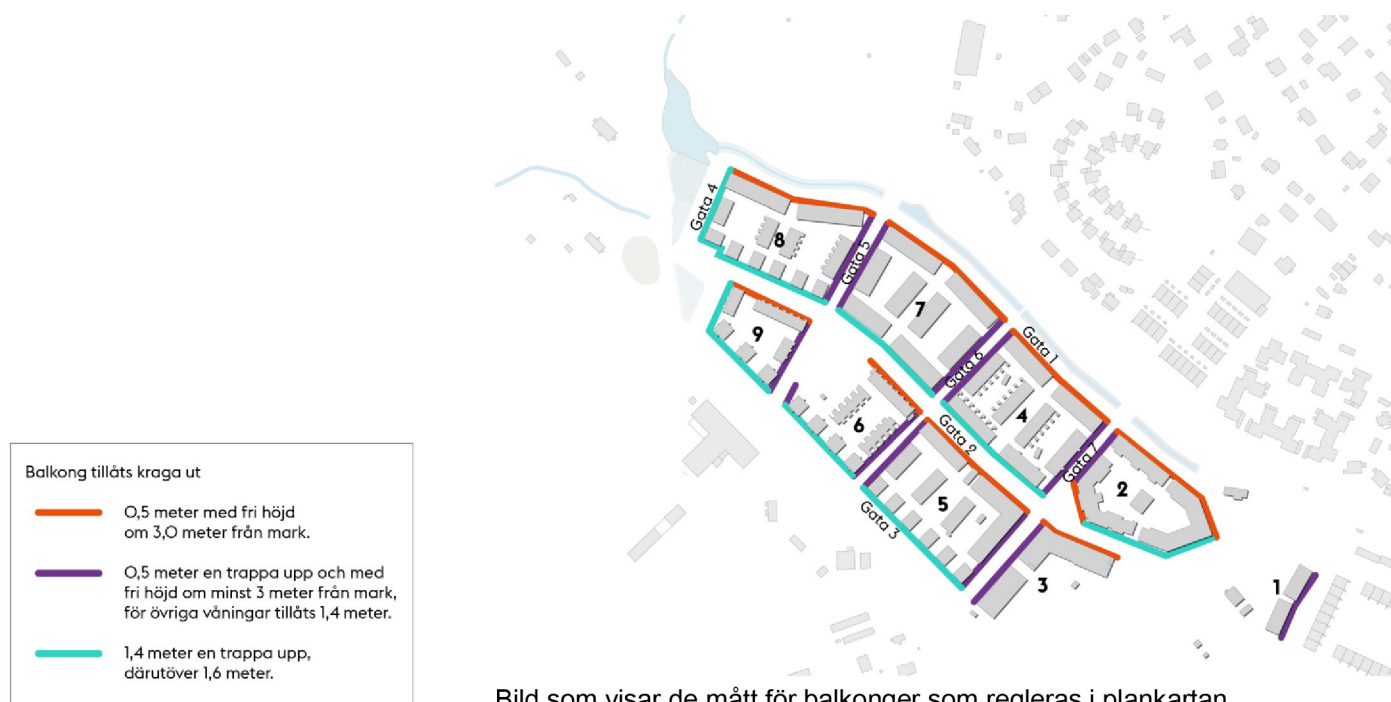 Balkong tillåts kraga ut
0,5 meter med fri höjd
om 3,0 meter från mark.
0,5 meter en trappa upp och med
fri höjd om minst 3 meter från mark,
för övriga våningar tillåts 1,4 meter.
1,4 meter en trappa upp,
därutöver 1,6 meter.
Gata 4
8
Gata 5
7
9
Gata 6
Gata 1
4
6
Gata 2
Gata 7
2
5
Gata 3
3
1
Bild som visar de mått för balkonger som regleras i plankartan